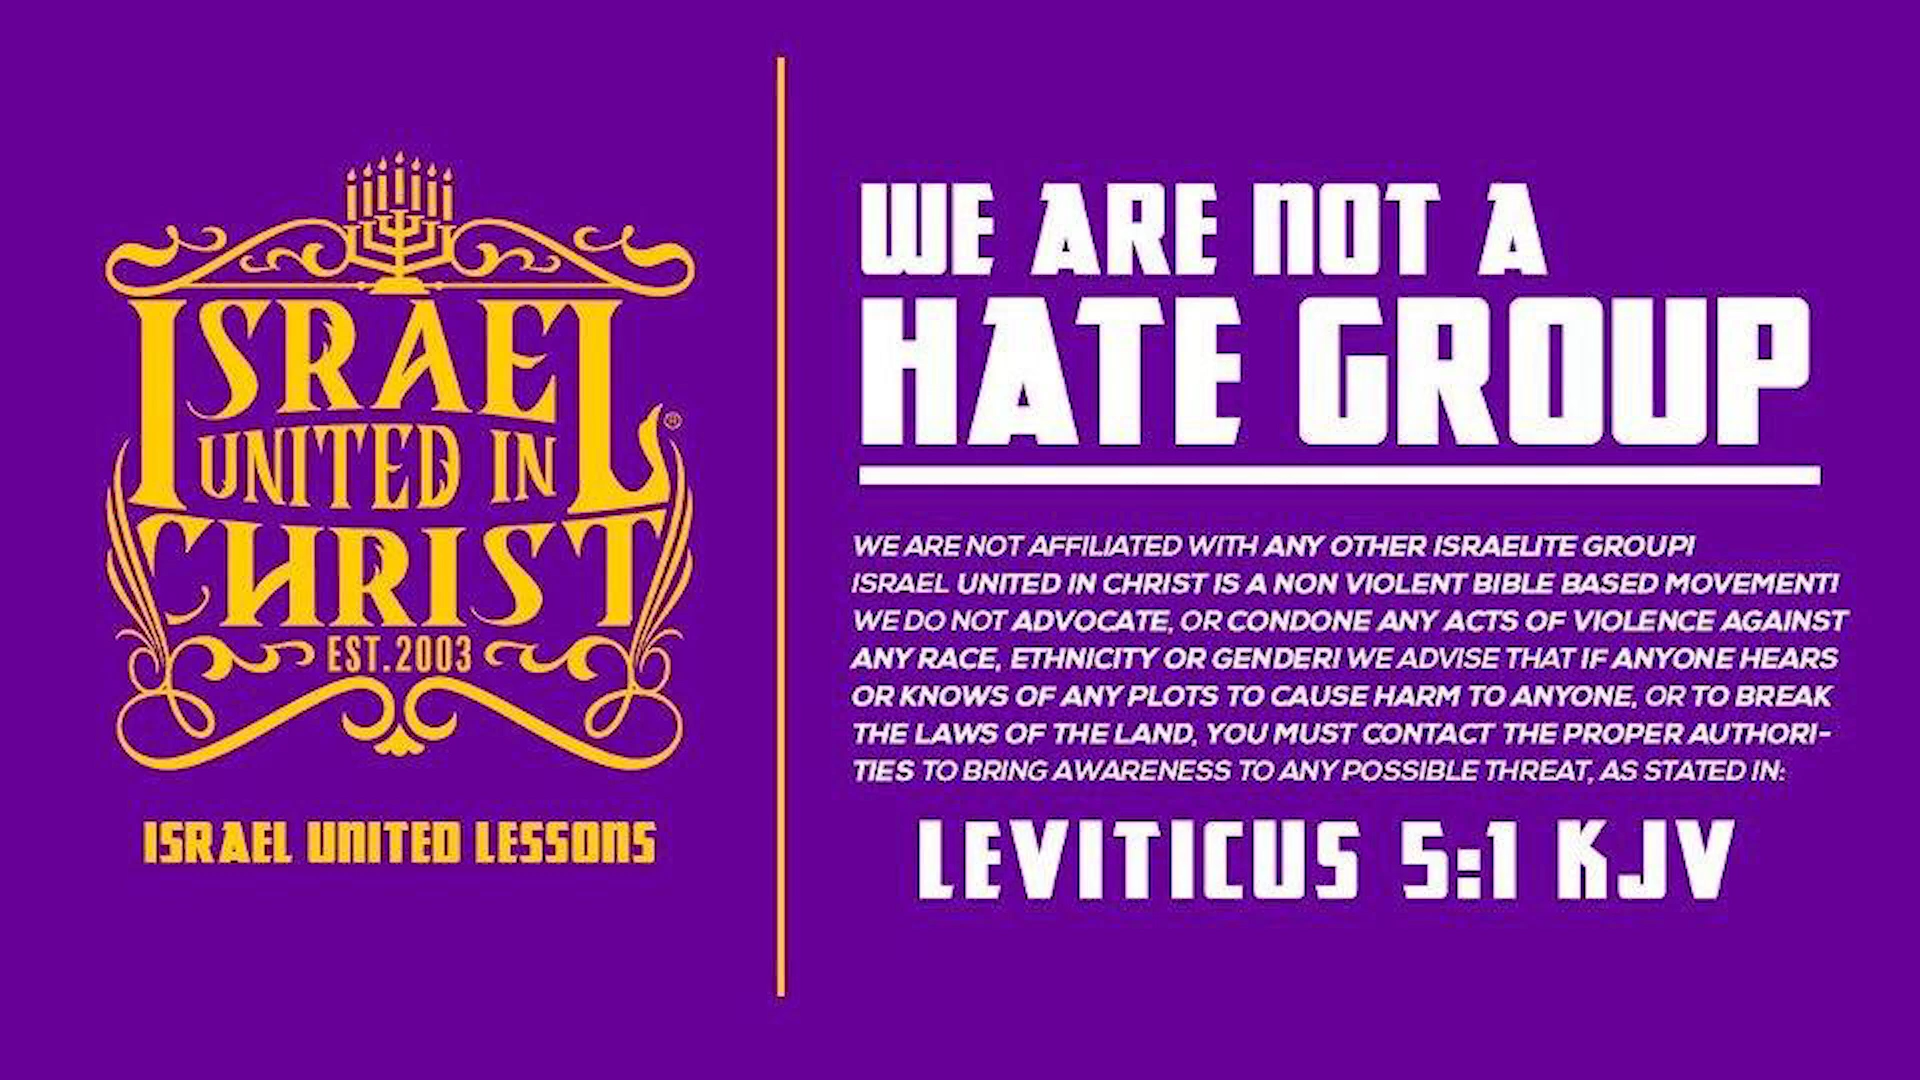 ISRAEL
UNITED IN
CHRIST
®
EST.2003
ISRAEL UNITED LESSONS
WE ARE NOT A
HATE GROUP
WE ARE NOT AFFILIATED WITH ANY OTHER ISRAELITE GROUP!
ISRAEL UNITED IN CHRIST IS A NON VIOLENT BIBLE BASED MOVEMENT!
WE DO NOT ADVOCATE, OR CONDONE ANY ACTS OF VIOLENCE AGAINST
ANY RACE, ETHNICITY OR GENDER! WE ADVISE THAT IF ANYONE HEARS
OR KNOWS OF ANY PLOTS TO CAUSE HARM TO ANYONE, OR TO BREAK
THE LAWS OF THE LAND, YOU MUST CONTACT THE PROPER AUTHORI-
TIES TO BRING AWARENESS TO ANY POSSIBLE THREAT, AS STATED IN:
LEVITICUS 5:1 KJV